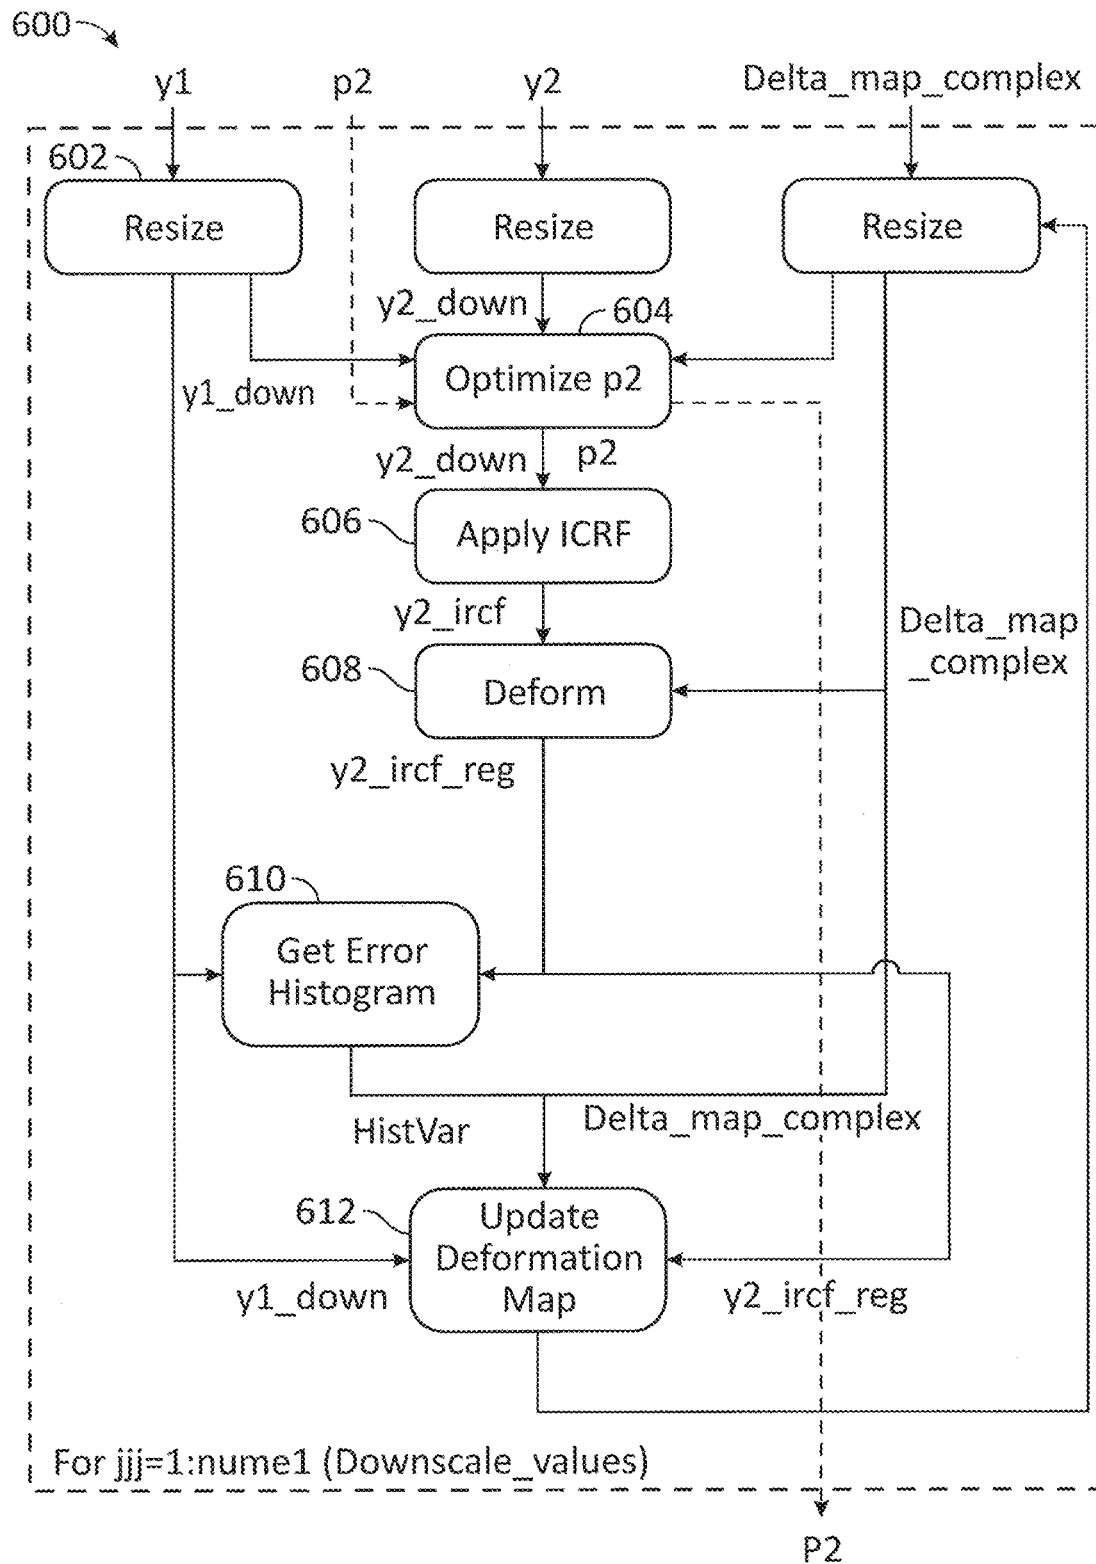 600
y1
p2
y2
Delta_map_complex
602
Resize
Resize
Resize
y2_down
604
Optimize p2
y1_down
y2_down
p2
606
Apply ICRF
y2_ircf
Delta_map
_complex
608
Deform
y2_ircf_reg
610
Get Error
Histogram
HistVar
Delta_map_complex
612
Update
Deformation
Map
y1_down
y2_ircf_reg
For jjj=1:nume1 (Downscale_values)
P2